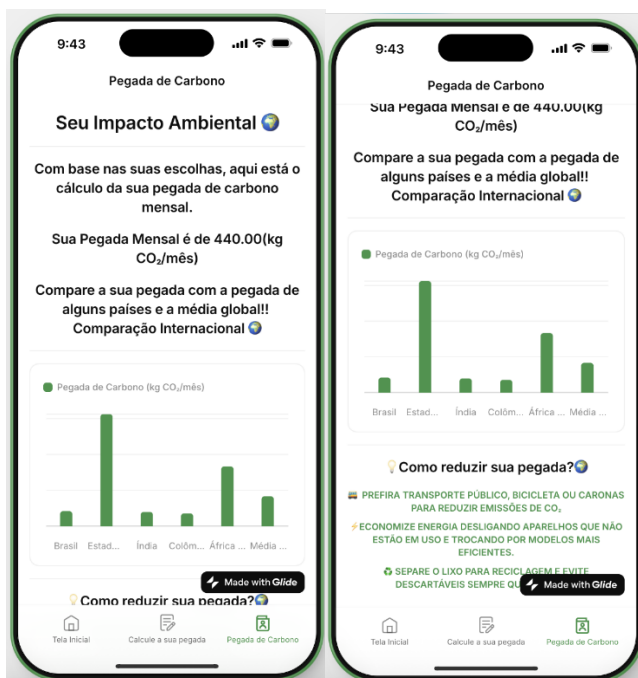 9:43
Pegada de Carbono
Seu Impacto Ambiental 🌍
Com base nas suas escolhas, aqui está o
cálculo da sua pegada de carbono
mensal.
Sua Pegada Mensal é de 440.00(kg
CO₂/mês)
Compare a sua pegada com a pegada de
alguns países e a média global!!
Comparação Internacional 🌍
Pegada de Carbono (kg CO₂/mês)
Brasil Estad... Índia Colôm... África ... Média ...
Made with Glide
💡Como reduzir sua pegada?🌍
Tela Inicial Calcule a sua pegada Pegada de Carbono
9:43
Pegada de Carbono
Sua Pegada Mensal é de 440.00(kg
CO₂/mês)
Compare a sua pegada com a pegada de
alguns países e a média global!!
Comparação Internacional 🌍
Pegada de Carbono (kg CO₂/mês)
Brasil Estad... Índia Colôm... África ... Média ...
💡Como reduzir sua pegada?🌍
🚌 PREFIRA TRANSPORTE PÚBLICO, BICICLETA OU CARONAS
PARA REDUZIR EMISSÕES DE CO₂
⚡ECONOMIZE ENERGIA DESLIGANDO APARELHOS QUE NÃO
ESTÃO EM USO E TROCANDO POR MODELOS MAIS
EFICIENTES.
♻️ SEPARE O LIXO PARA RECICLAGEM E EVITE
DESCARTÁVEIS SEMPRE
Made with Glide
Tela Inicial Calcule a sua pegada Pegada de Carbono